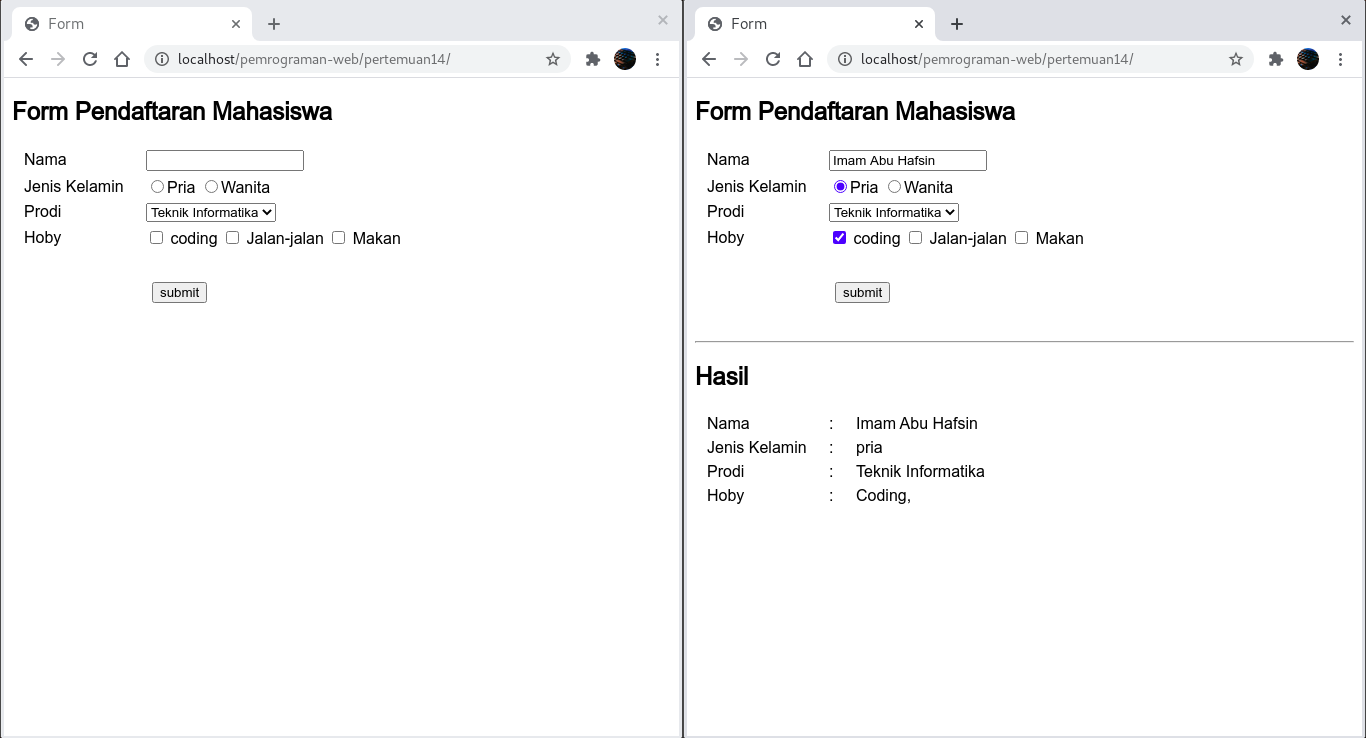 Form
localhost/pemrograman-web/pertemuan14/
Form Pendaftaran Mahasiswa
Nama
Jenis Kelamin Pria Wanita
Prodi Teknik Informatika
Hoby coding Jalan-jalan Makan
submit
Form
localhost/pemrograman-web/pertemuan14/
Form Pendaftaran Mahasiswa
Nama Imam Abu Hafsin
Jenis Kelamin Pria Wanita
Prodi Teknik Informatika
Hoby coding Jalan-jalan Makan
submit
Hasil
Nama : Imam Abu Hafsin
Jenis Kelamin : pria
Prodi : Teknik Informatika
Hoby : Coding,